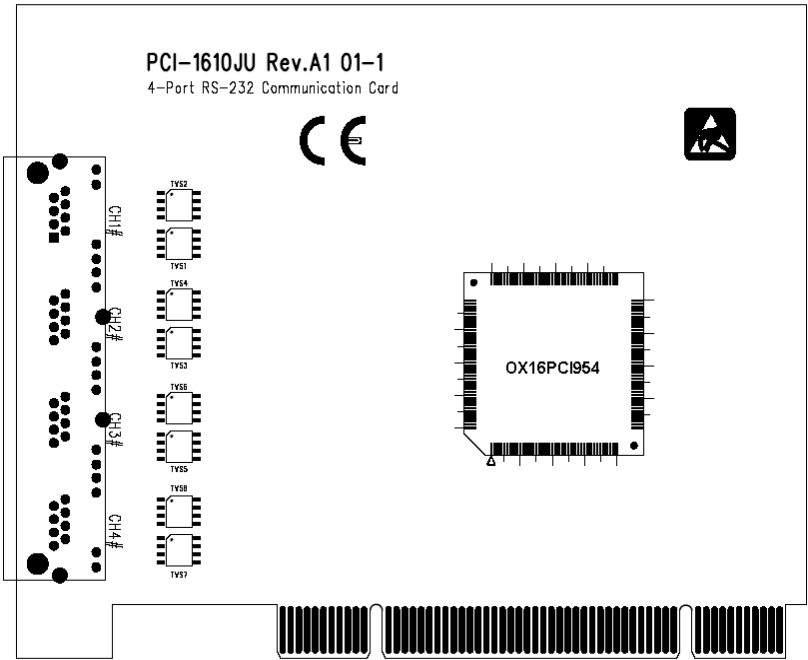 PCI-1610JU Rev.A1 01-1
4-Port RS-232 Communication Card
CE
TVS2
CH1#
TVS1
TVS4
CH2#
TVS3
OX16PCI954
TVS6
CH3#
TVS5
TVS8
CH4#
TVS7